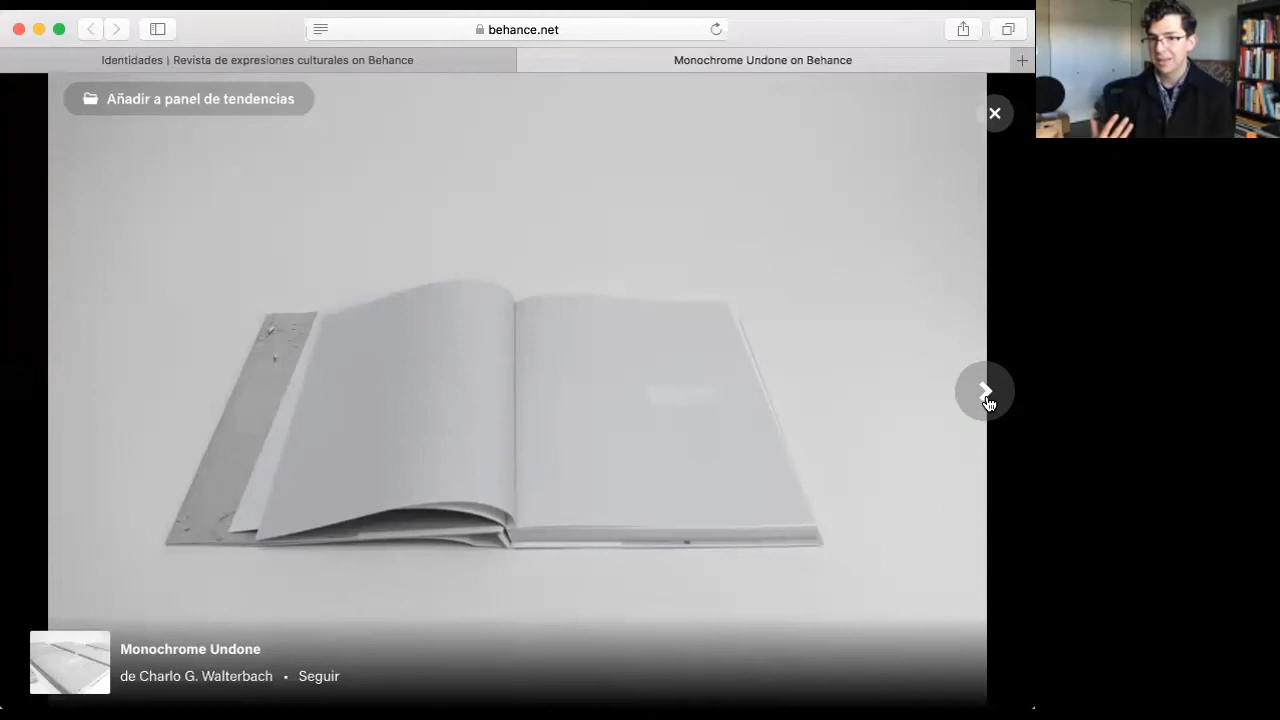 behance.net
Identidades | Revista de expresiones culturales on Behance
Monochrome Undone on Behance
Añadir a panel de tendencias
Monochrome Undone
de Charlo G. Walterbach • Seguir